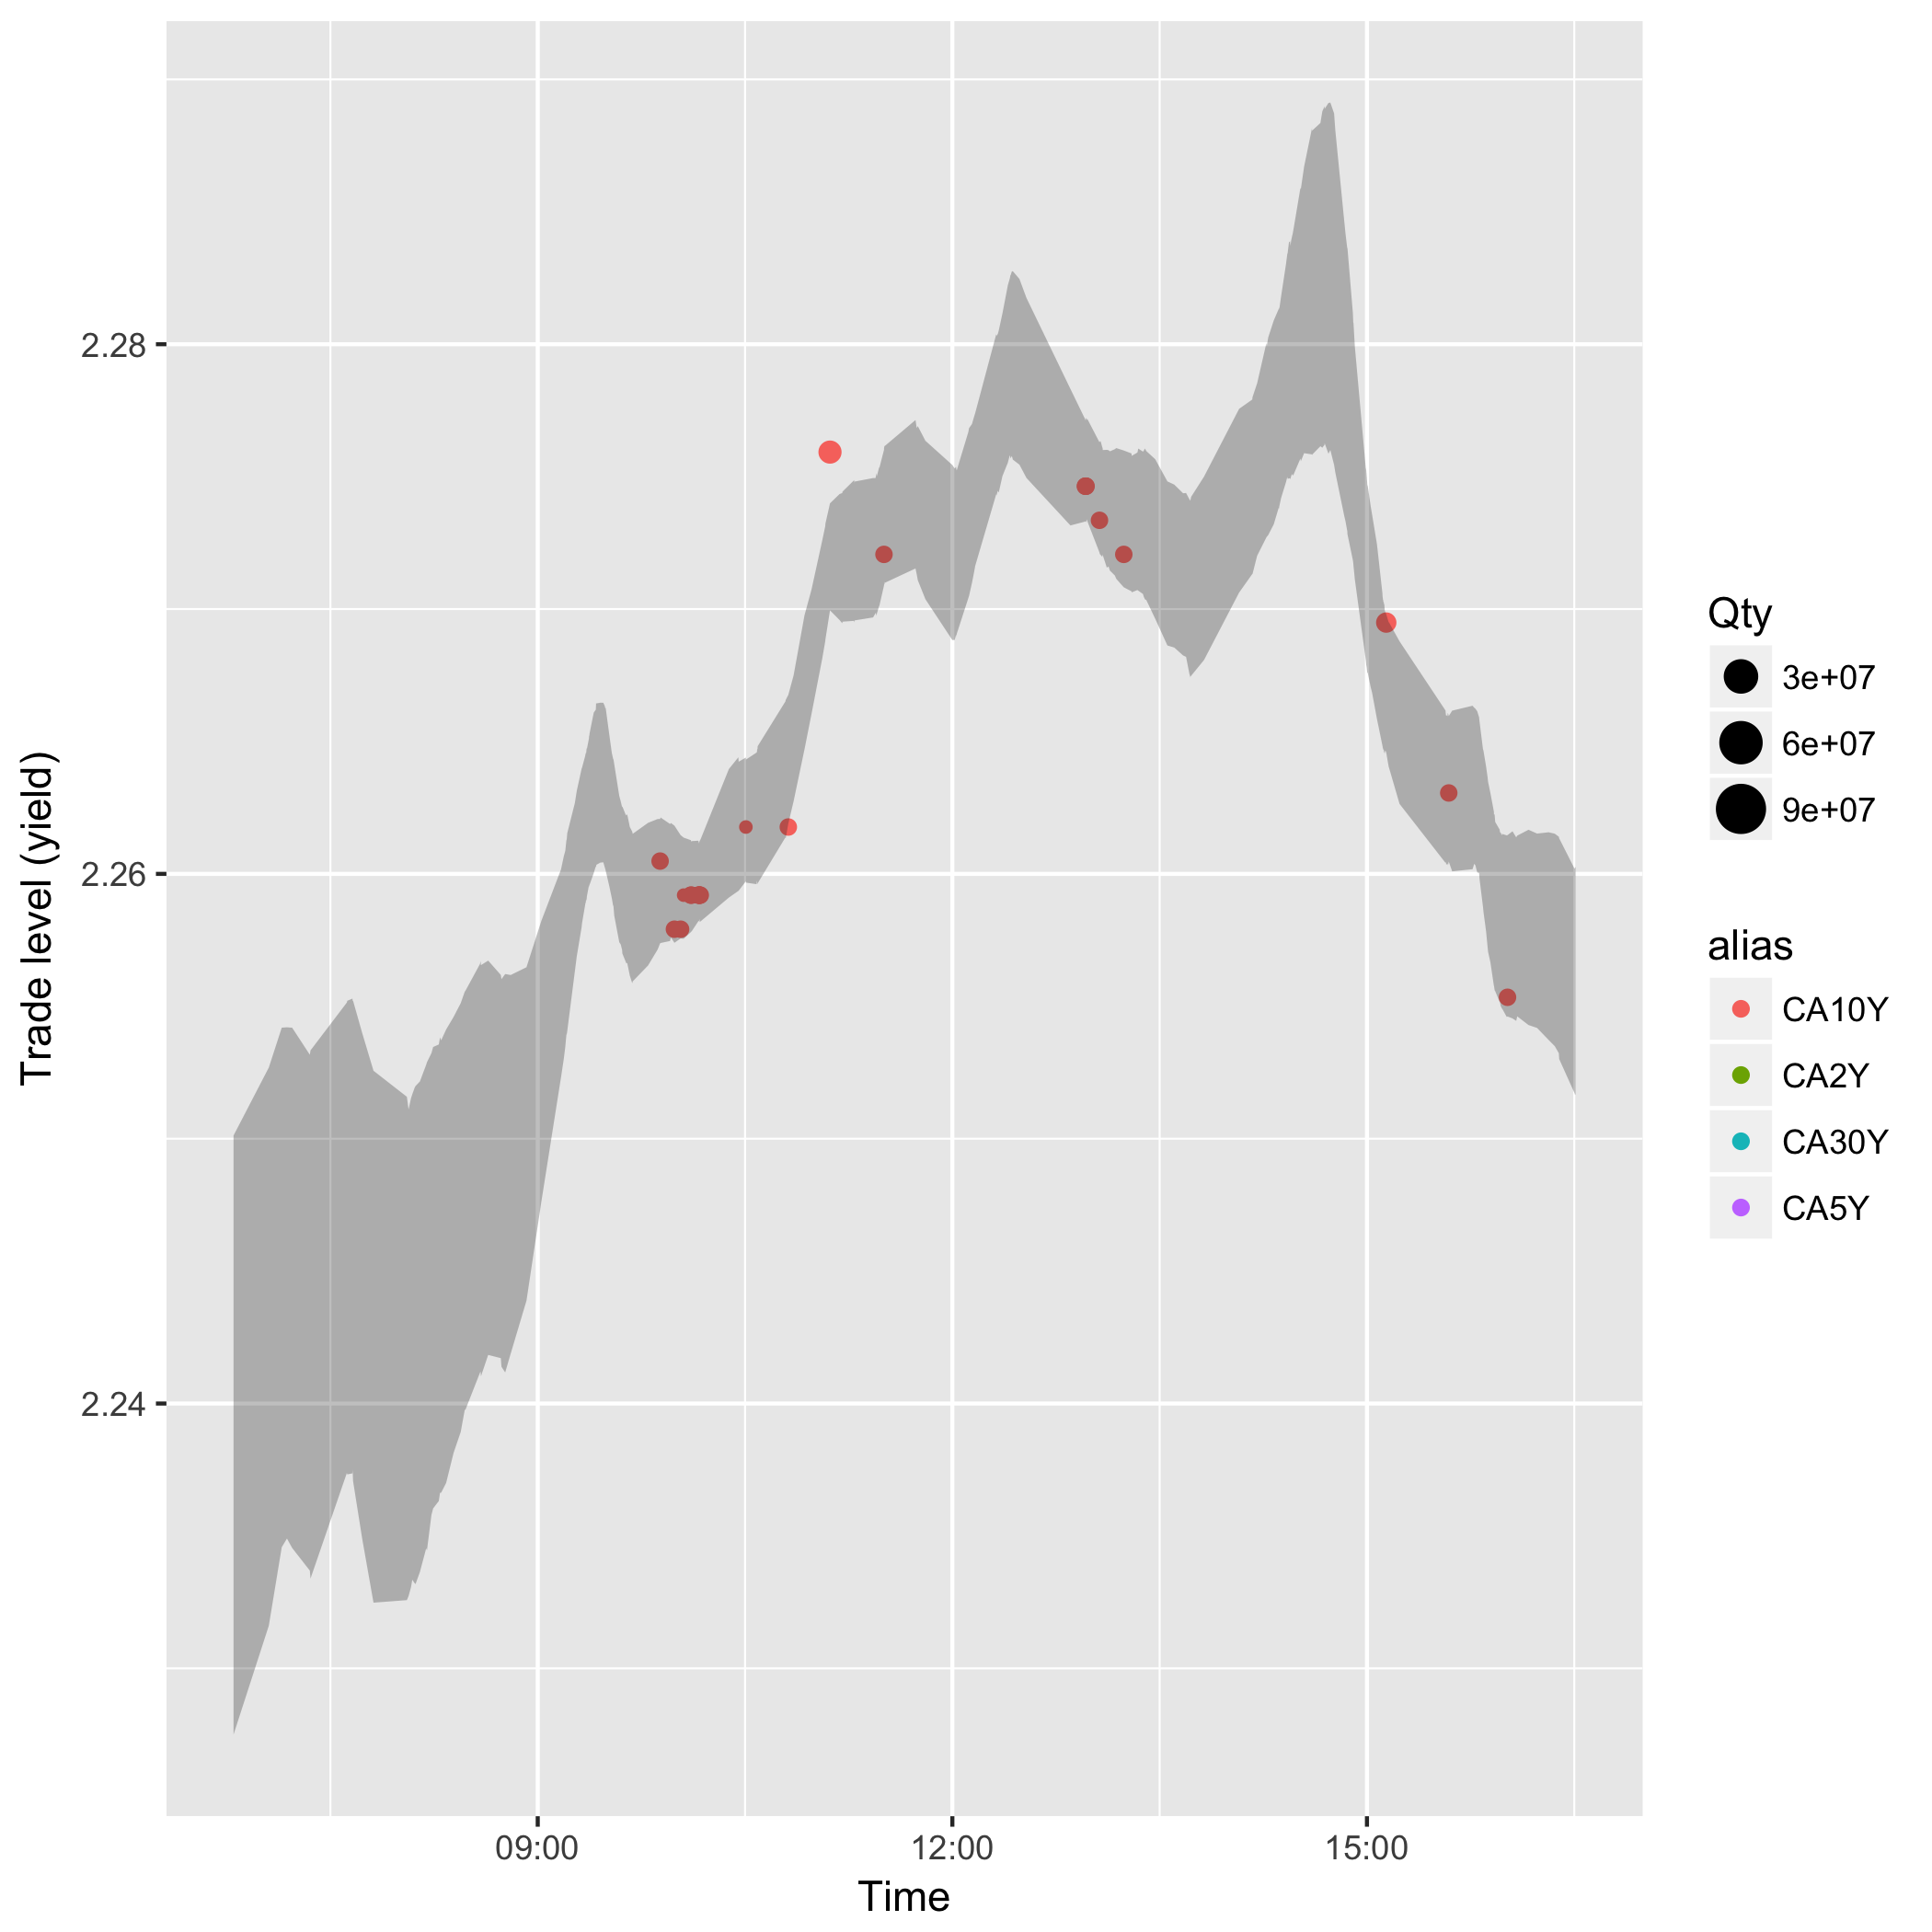 Trade level (yield)
2.28
2.26
2.24
09:00
12:00
15:00
Time
Qty
3e+07
6e+07
9e+07
alias
CA10Y
CA2Y
CA30Y
CA5Y